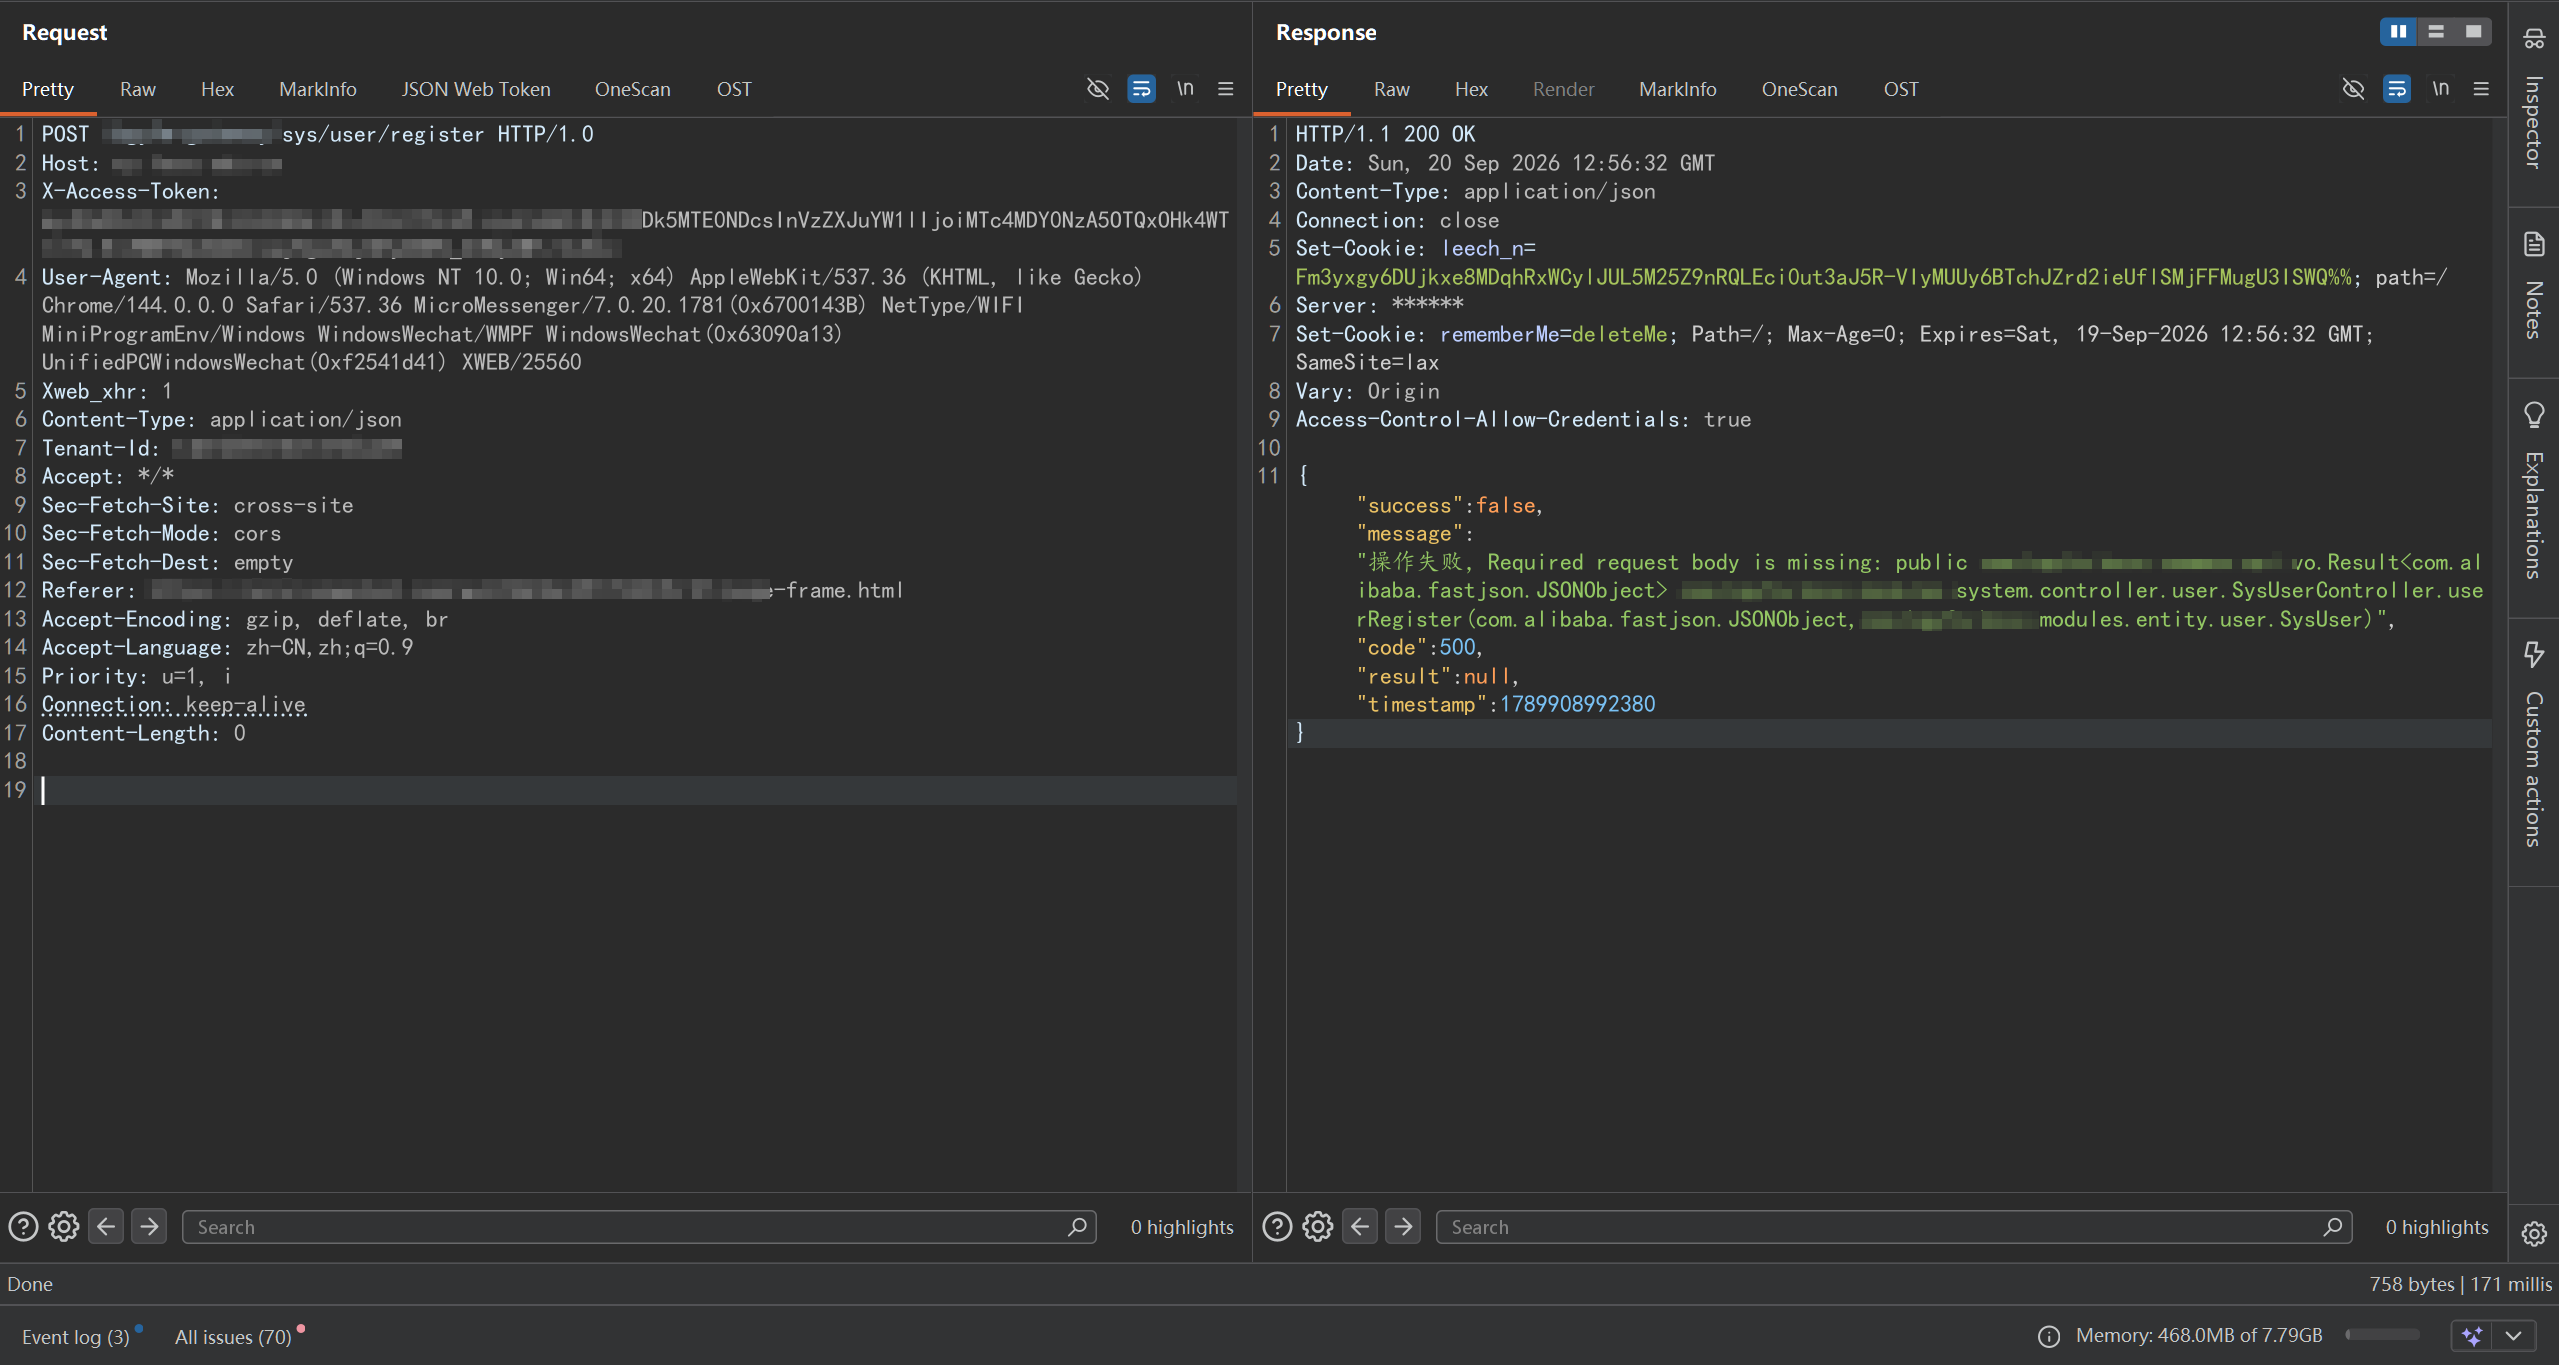 Request
Pretty Raw Hex MarkInfo JSON Web Token OneScan OST \n
1 POST sys/user/register HTTP/1.0
2 Host:
3 X-Access-Token:
Dk5MTE0NDcsInVzZXJuYW1lIjoiMTc4MDY0NzA5OTQxOHk4WT
4 User-Agent: Mozilla/5.0 (Windows NT 10.0; Win64; x64) AppleWebKit/537.36 (KHTML, like Gecko)
Chrome/144.0.0.0 Safari/537.36 MicroMessenger/7.0.20.1781(0x6700143B) NetType/WIFI
MiniProgramEnv/Windows WindowsWechat/WMPF WindowsWechat(0x63090a13)
UnifiedPCWindowsWechat(0xf2541d41) XWEB/25560
5 Xweb_xhr: 1
6 Content-Type: application/json
7 Tenant-Id:
8 Accept: */*
9 Sec-Fetch-Site: cross-site
10 Sec-Fetch-Mode: cors
11 Sec-Fetch-Dest: empty
12 Referer: -frame.html
13 Accept-Encoding: gzip, deflate, br
14 Accept-Language: zh-CN,zh;q=0.9
15 Priority: u=1, i
16 Connection: keep-alive
17 Content-Length: 0
18
19
Search 0 highlights
Response
Pretty Raw Hex Render MarkInfo OneScan OST \n
1 HTTP/1.1 200 OK
2 Date: Sun, 20 Sep 2026 12:56:32 GMT
3 Content-Type: application/json
4 Connection: close
5 Set-Cookie: leech_n=
Fm3yxgy6DUjkxe8MDqhRxWCylJUL5M25Z9nRQLEciOut3aJ5R-VlyMUUy6BTchJZrd2ieUflSMjFFMugU3lSWQ%%; path=/
6 Server: ******
7 Set-Cookie: rememberMe=deleteMe; Path=/; Max-Age=0; Expires=Sat, 19-Sep-2026 12:56:32 GMT;
SameSite=lax
8 Vary: Origin
9 Access-Control-Allow-Credentials: true
10
11 {
"success":false,
"message":
"操作失败, Required request body is missing: public vo.Result<com.al
ibaba.fastjson.JSONObject> system.controller.user.SysUserController.use
rRegister(com.alibaba.fastjson.JSONObject, modules.entity.user.SysUser)",
"code":500,
"result":null,
"timestamp":1789908992380
}
Search 0 highlights
Inspector
Notes
Explanations
Custom actions
Done 758 bytes | 171 millis
Event log (3) All issues (70) Memory: 468.0MB of 7.79GB